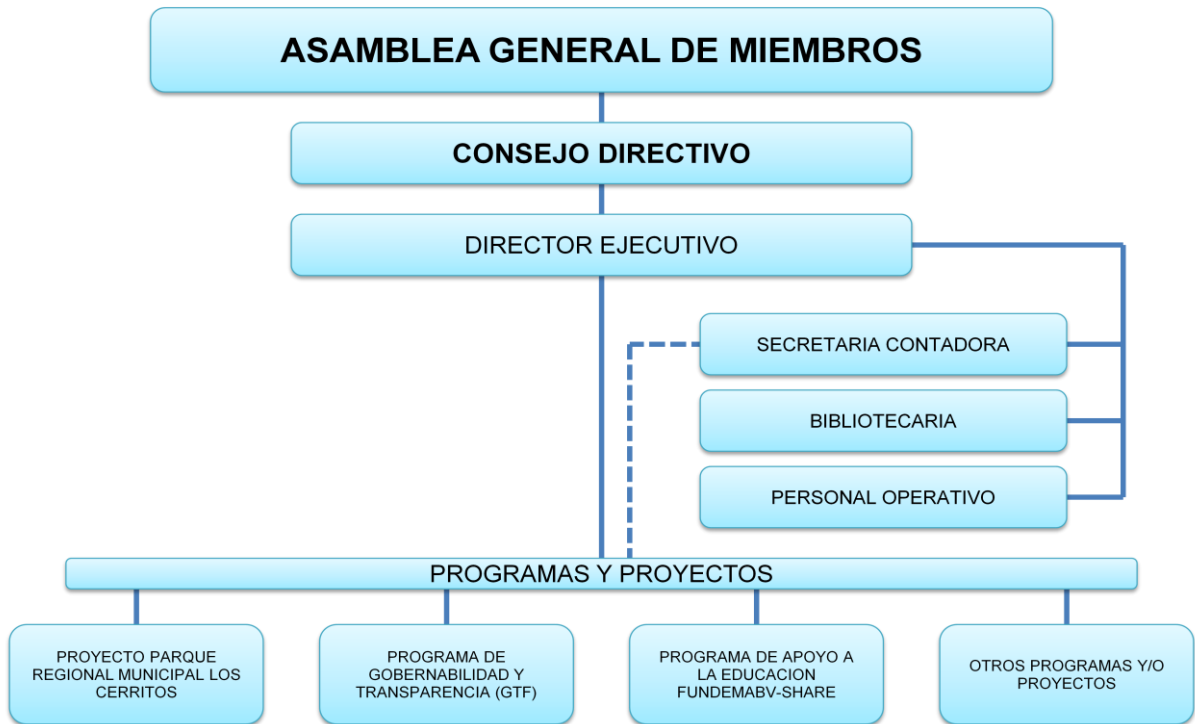 ASAMBLEA GENERAL DE MIEMBROS
CONSEJO DIRECTIVO
DIRECTOR EJECUTIVO
SECRETARIA CONTADORA
BIBLIOTECARIA
PERSONAL OPERATIVO
PROGRAMAS Y PROYECTOS
PROYECTO PARQUE
REGIONAL MUNICIPAL LOS
CERRITOS
PROGRAMA DE
GOBERNABILIDAD Y
TRANSPARENCIA (GTF)
PROGRAMA DE APOYO A
LA EDUCACION
FUNDEMABV-SHARE
OTROS PROGRAMAS Y/O
PROYECTOS